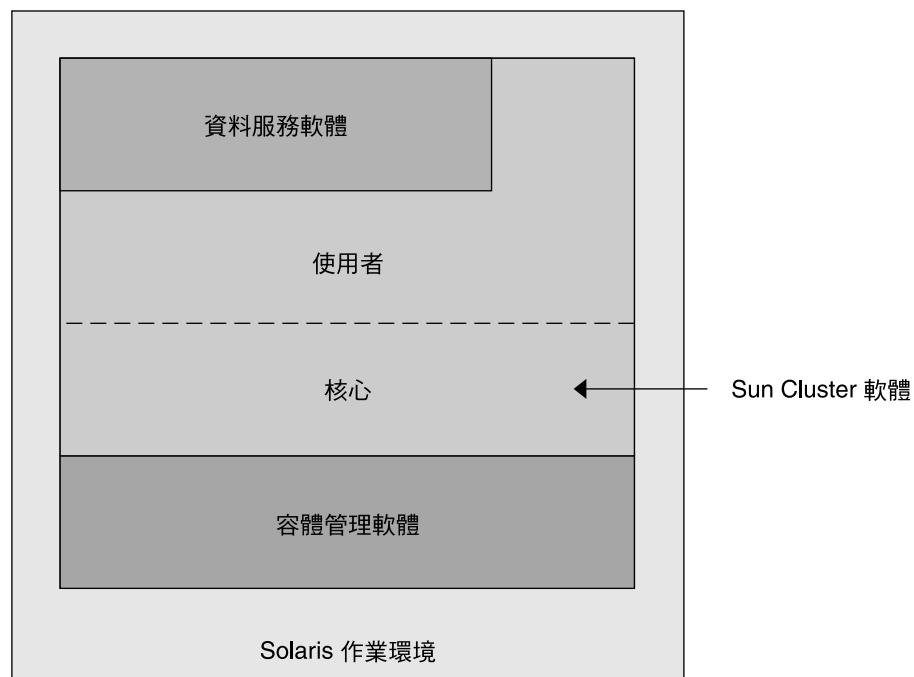 資料服務軟體
使用者
核心
Sun Cluster 軟體
容體管理軟體
Solaris 作業環境